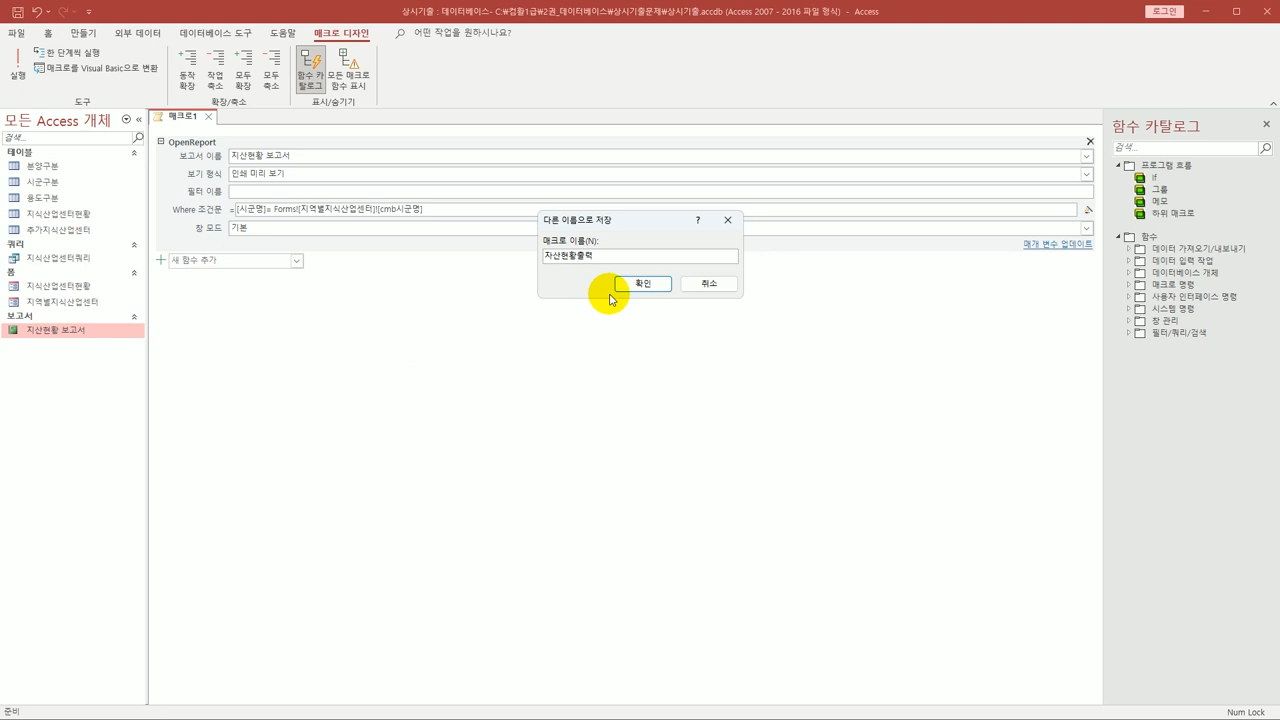 상시기술 : 데이터베이스- C:₩컴활1급₩2권_데이터베이스₩상시기출문제₩상시기출.accdb (Access 2007 - 2016 파일 형식) - Access
로그인
파일 홈 만들기 외부 데이터 데이터베이스 도구 도움말 매크로 디자인 어떤 작업을 원하시나요?
실행
한 단계씩 실행
매크로를 Visual Basic으로 변환
도구
동작 확장
작업 축소
모두 확장
모두 축소
확장/축소
함수 카탈로그
모든 매크로 함수 표시
표시/숨기기
모든 Access 개체
검색...
테이블
분양구분
시군구분
용도구분
지식산업센터현황
추가지식산업센터
쿼리
지식산업센터쿼리
폼
지식산업센터현황
지역별지식산업센터
보고서
지산현황 보고서
매크로1
OpenReport
보고서 이름 지산현황 보고서
보기 형식 인쇄 미리 보기
필터 이름
Where 조건문 =[시군명]= Forms![지역별지식산업센터]![cmb시군명]
창 모드 기본
매개 변수 업데이트
새 함수 추가
다른 이름으로 저장 ?
매크로 이름(N):
자산현황출력
확인 취소
함수 카탈로그
검색...
프로그램 흐름
If
그룹
메모
하위 매크로
함수
데이터 가져오기/내보내기
데이터 입력 작업
데이터베이스 개체
매크로 명령
사용자 인터페이스 명령
시스템 명령
창 관리
필터/쿼리/검색
준비
Num Lock